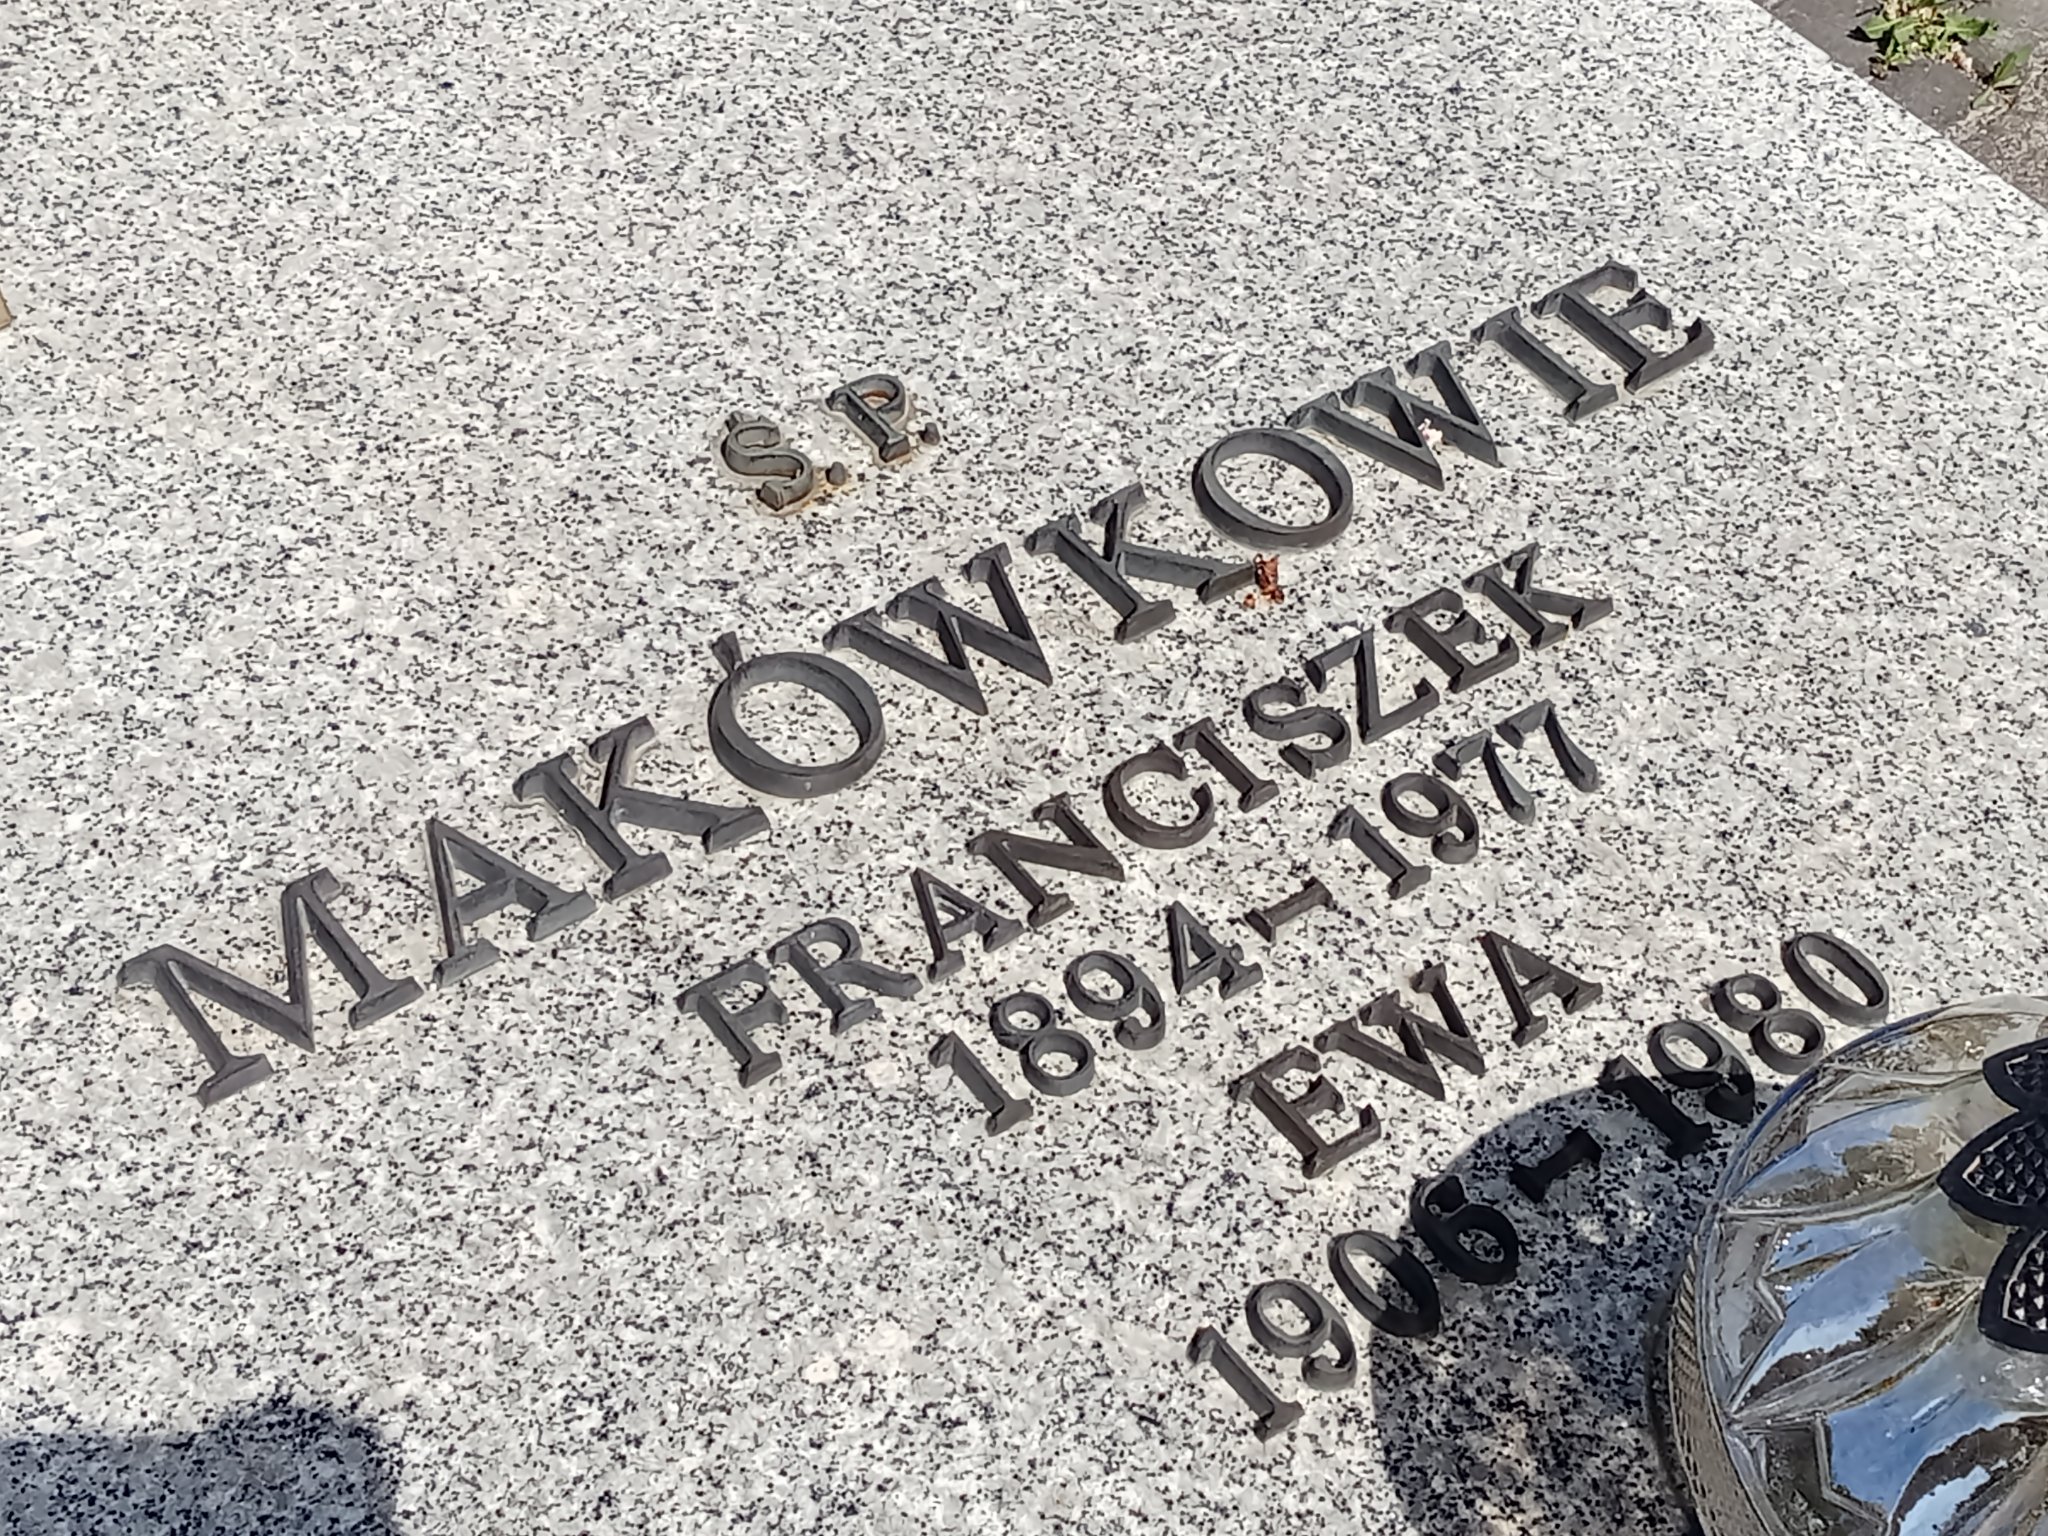 Ś.P.
MAKÓWKOWIE
FRANCISZEK
1894-1977
EWA
1906-1980